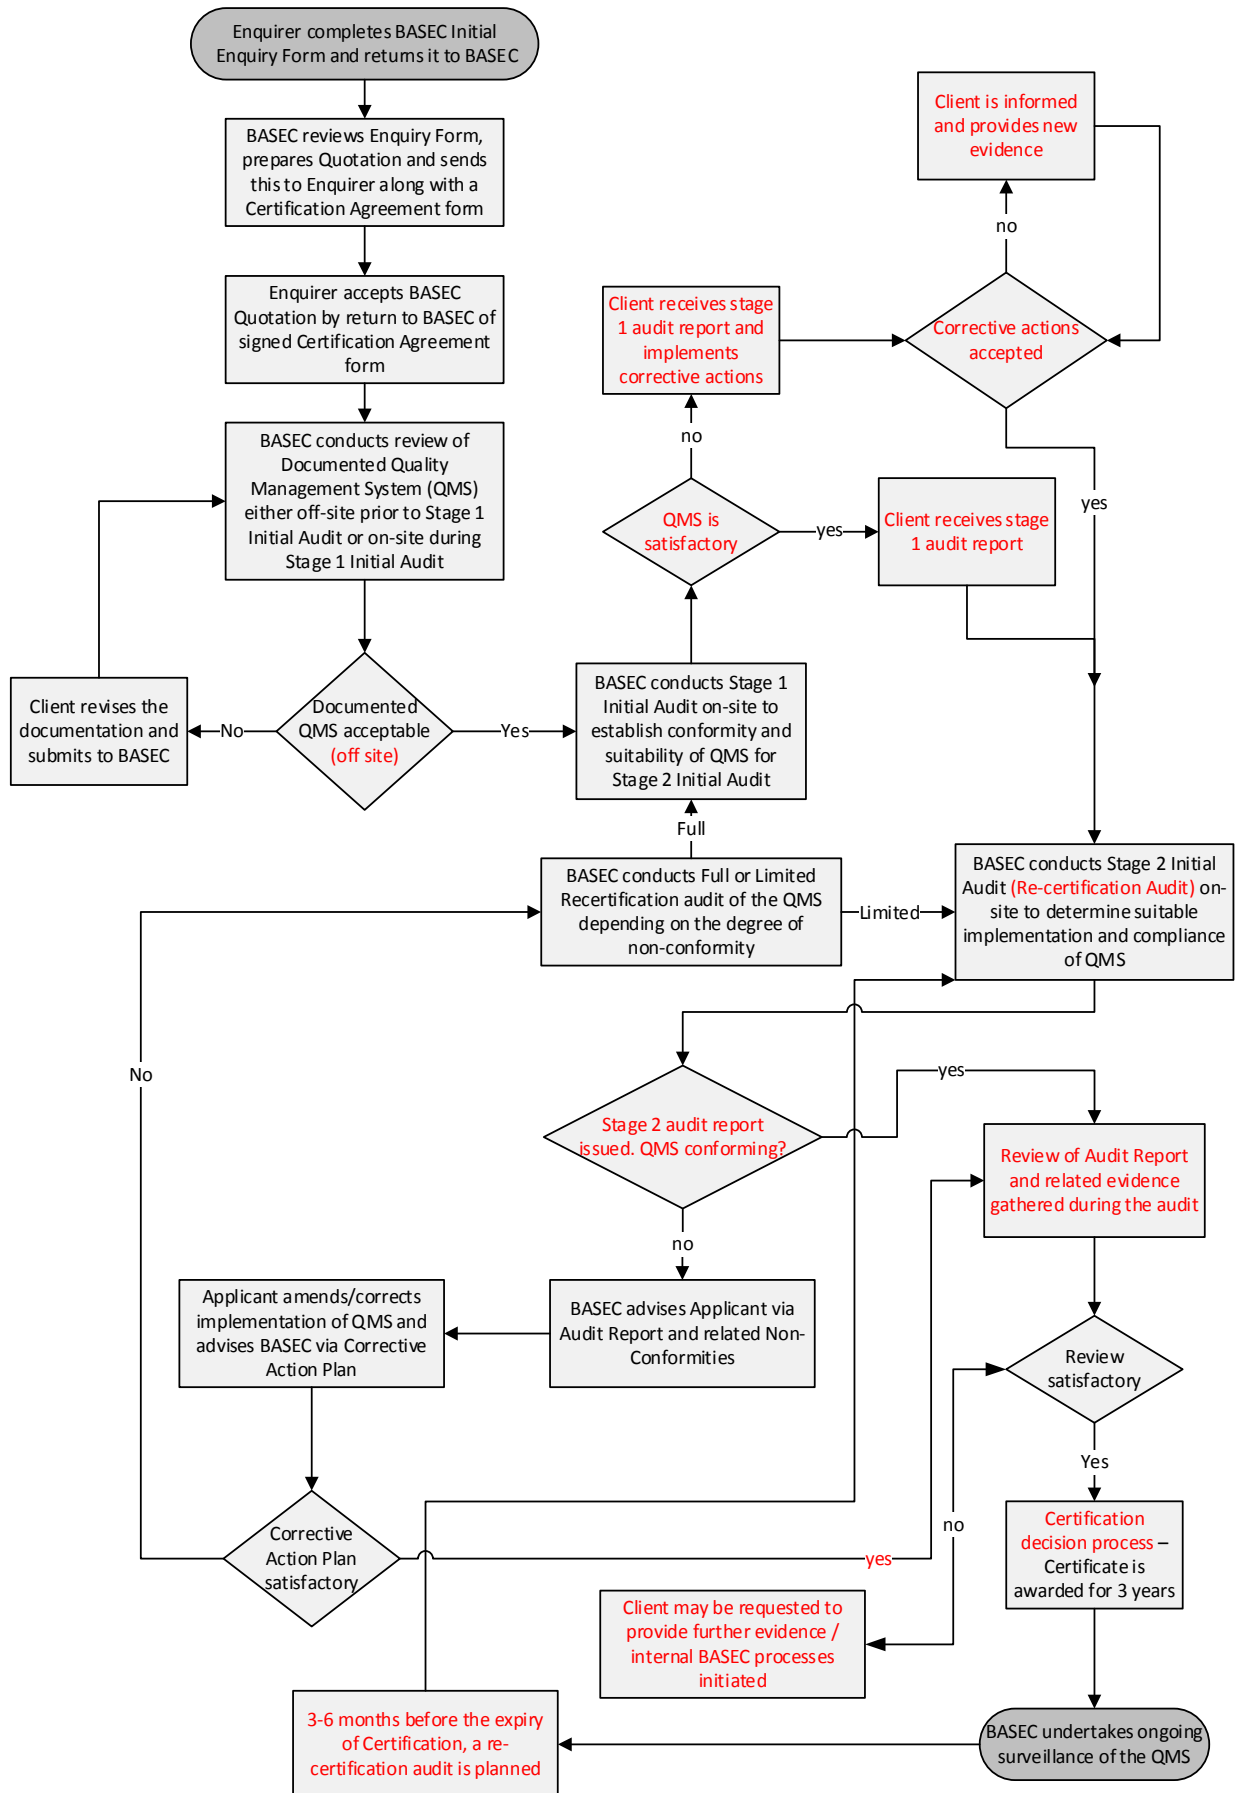 Enquirer completes BASEC Initial
Enquiry Form and returns it to BASEC
BASEC reviews Enquiry Form,
prepares Quotation and sends
this to Enquirer along with a
Certification Agreement form
Enquirer accepts BASEC
Quotation by return to BASEC of
signed Certification Agreement
form
BASEC conducts review of
Documented Quality
Management System (QMS)
either off-site prior to Stage 1
Initial Audit or on-site during
Stage 1 Initial Audit
Client revises the
documentation and
submits to BASEC
No
Documented
QMS acceptable
(off site)
Yes
BASEC conducts Stage 1
Initial Audit on-site to
establish conformity and
suitability of QMS for
Stage 2 Initial Audit
QMS is
satisfactory
no
Client receives stage
1 audit report and
implements
corrective actions
yes
Client receives stage
1 audit report
Corrective actions
accepted
no
Client is informed
and provides new
evidence
yes
Full
BASEC conducts Full or Limited
Recertification audit of the QMS
depending on the degree of
non-conformity
Limited
BASEC conducts Stage 2 Initial
Audit (Re-certification Audit) on-
site to determine suitable
implementation and compliance
of QMS
No
Stage 2 audit report
issued. QMS conforming?
yes
Review of Audit Report
and related evidence
gathered during the audit
no
BASEC advises Applicant via
Audit Report and related Non-
Conformities
Applicant amends/corrects
implementation of QMS and
advises BASEC via Corrective
Action Plan
Corrective
Action Plan
satisfactory
yes
Review
satisfactory
Yes
no
Certification
decision process –
Certificate is
awarded for 3 years
Client may be requested to
provide further evidence /
internal BASEC processes
initiated
BASEC undertakes ongoing
surveillance of the QMS
3-6 months before the expiry
of Certification, a re-
certification audit is planned